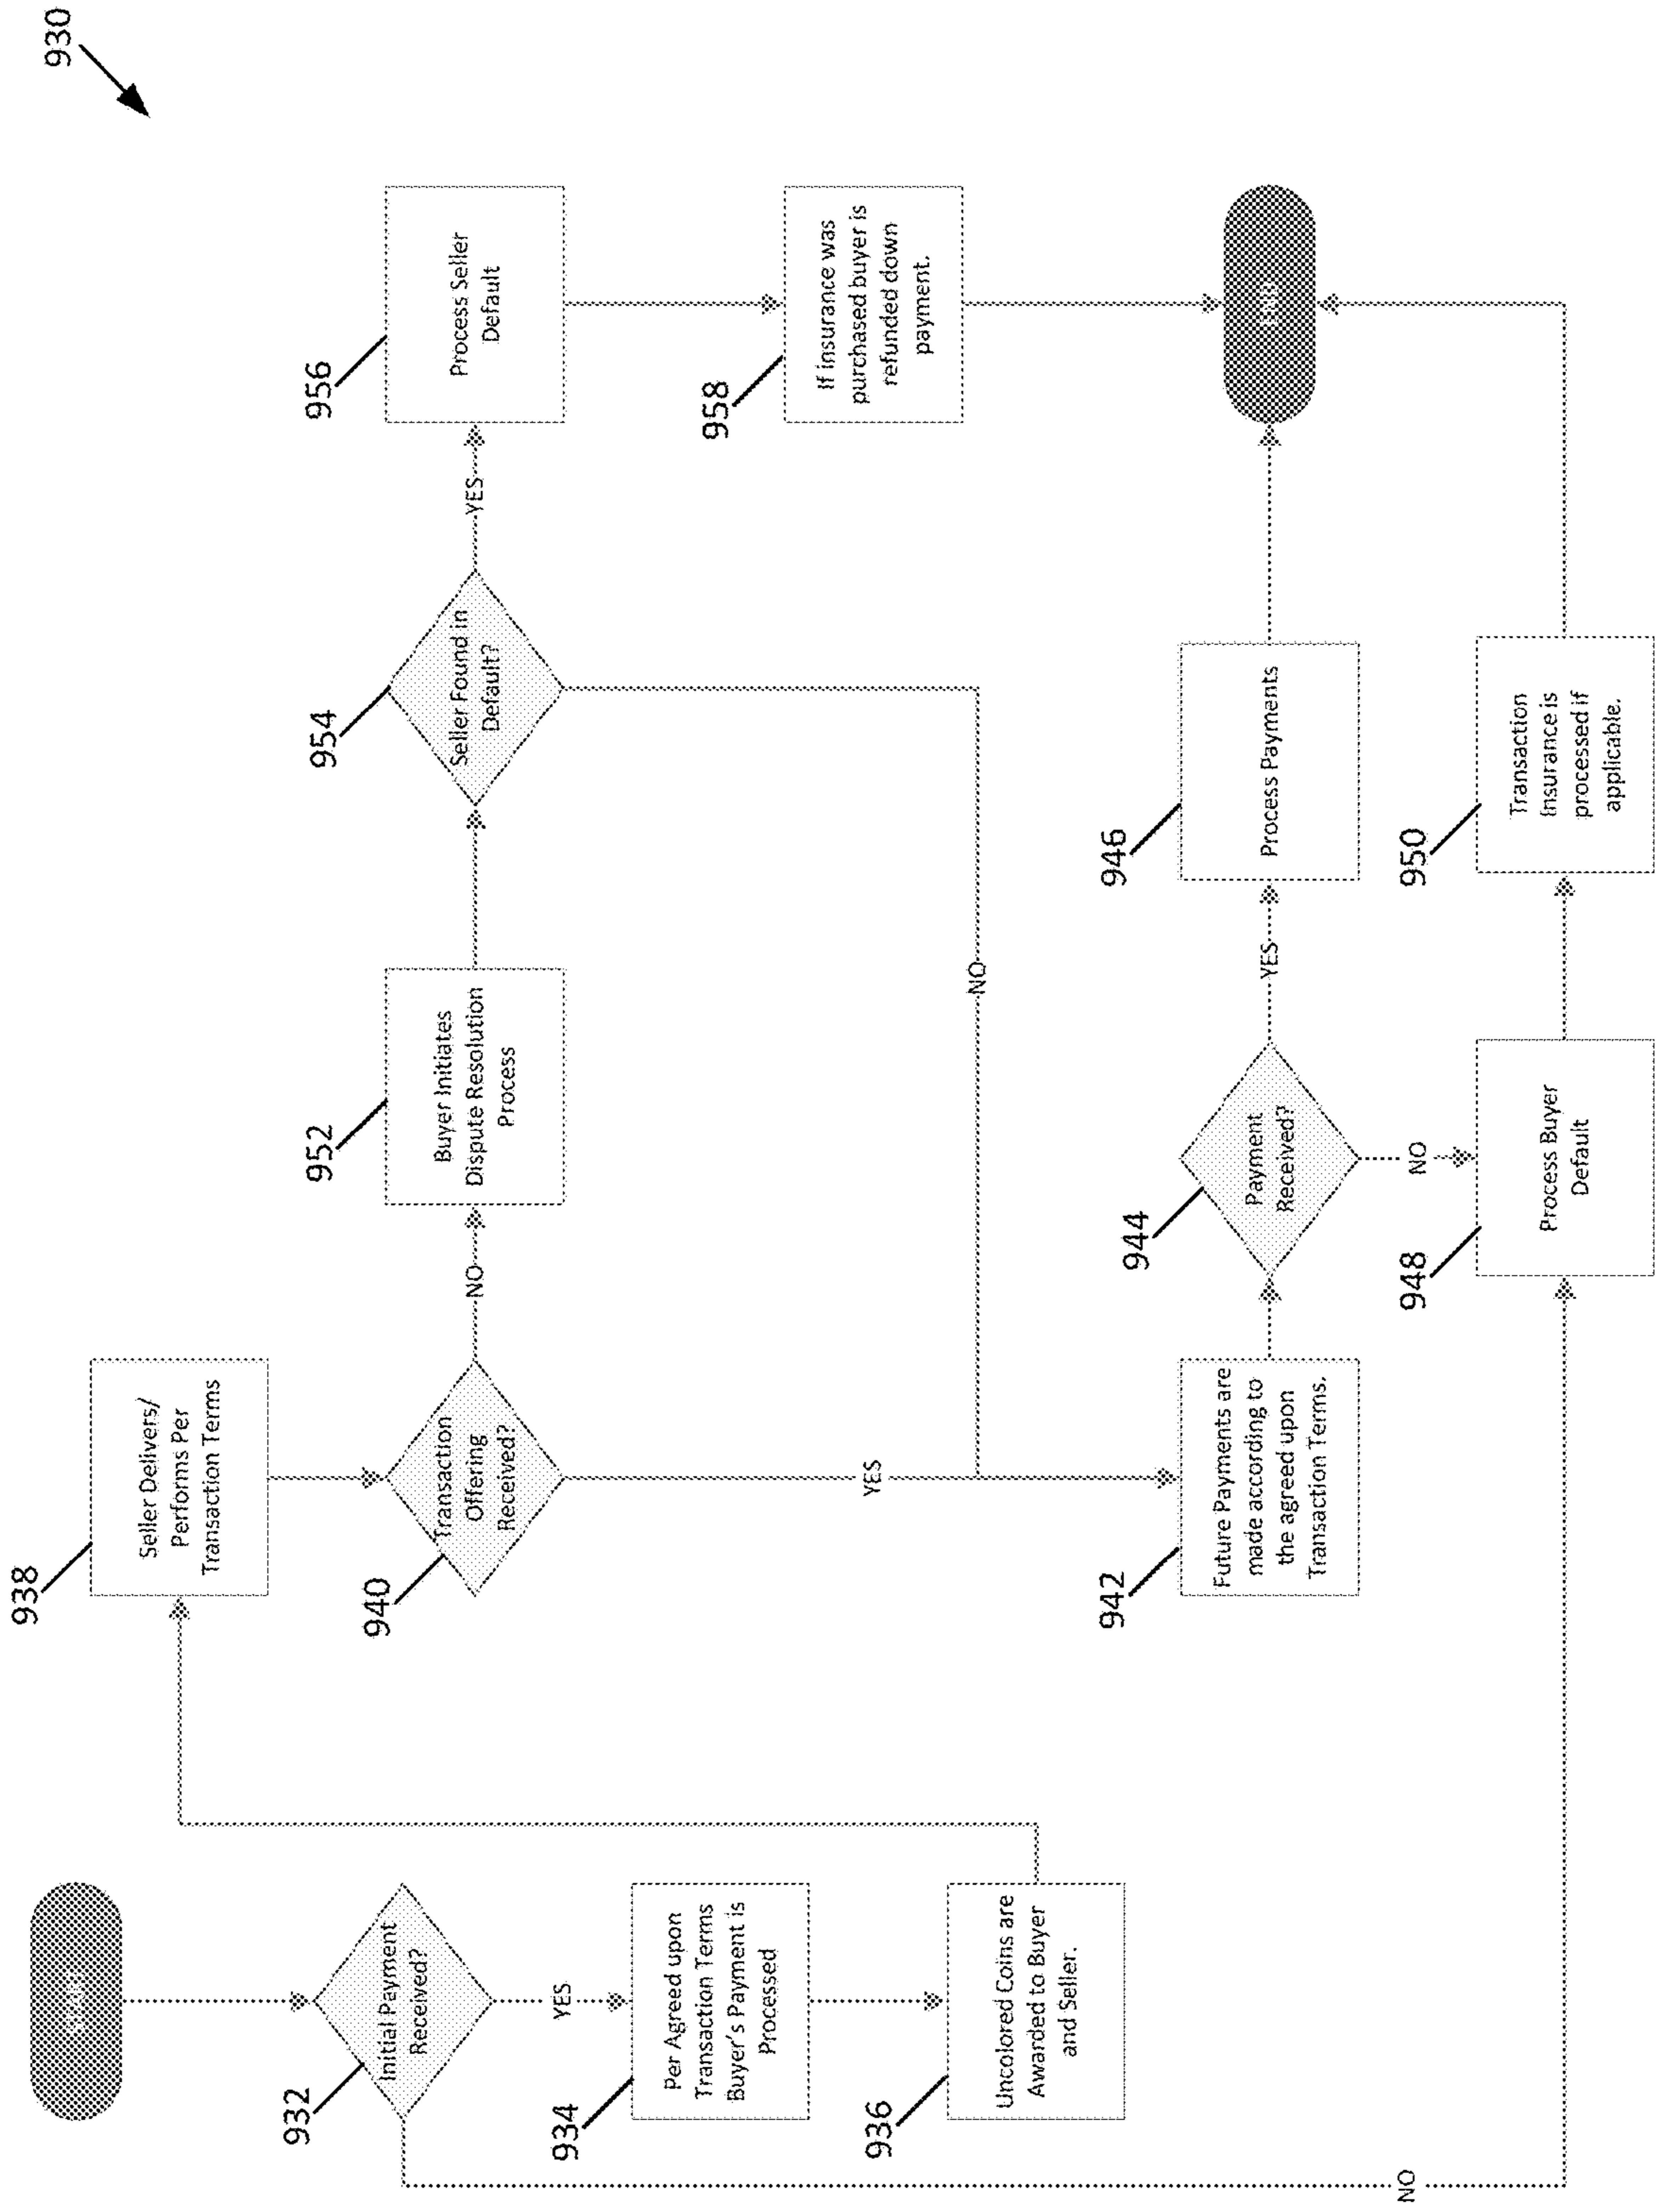 930
932
Initial Payment
Received?
YES
NO
934
Per Agreed upon
Transaction Terms
Buyer's Payment is
Processed
936
Uncolored Coins are
Awarded to Buyer
and Seller.
938
Seller Delivers/
Perfoms Per
Transaction Terms
940
Transaction
Offering
Received?
NO
YES
952
Buyer Initiates
Dispute Resolution
Process
954
Seller Found in
Default?
YES
NO
956
Process Seller
Default
958
If insurance was
purchased buyer is
refunded down
payment.
942
Future Payments are
made according to
the agreed upon
Transaction Terms.
944
Payment
Received?
YES
NO
946
Process Payments
948
Process Buyer
Default
950
Transaction
Insurance is
processed if
applicable.